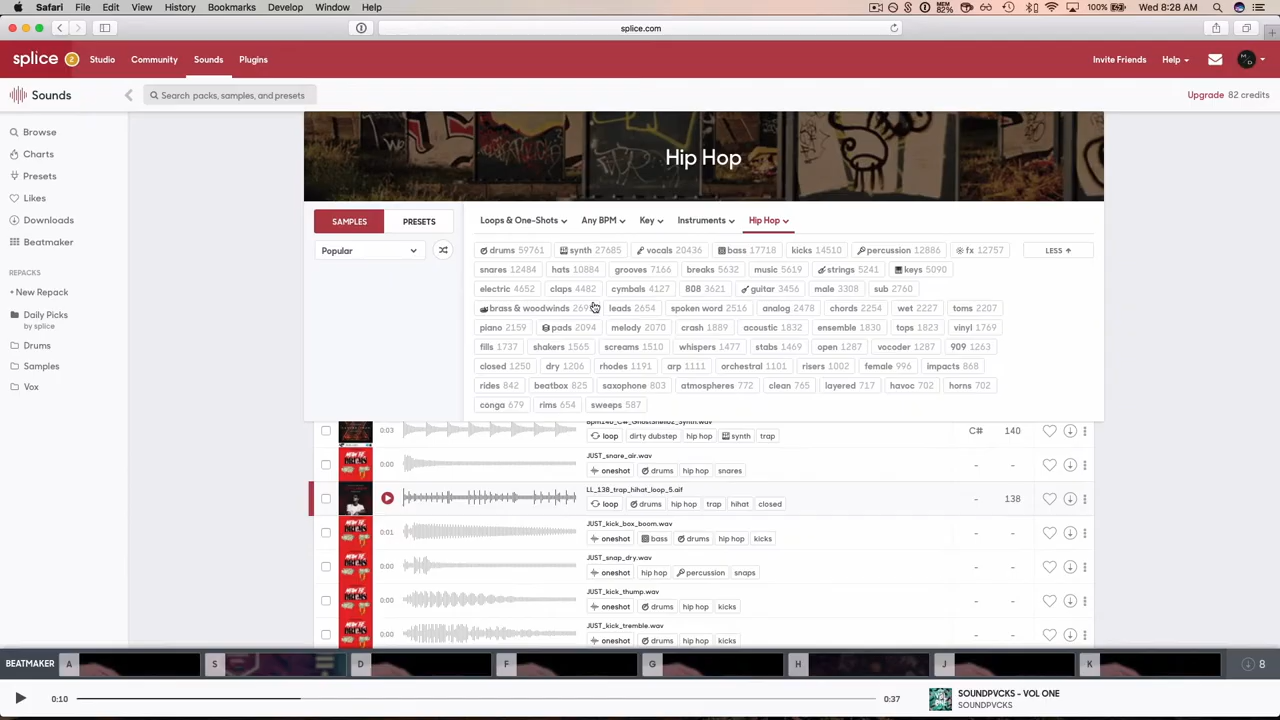 Safari File Edit View History Bookmarks Develop Window Help MEM 82% 100% Wed 8:28 AM
splice.com
splice 2 Studio Community Sounds Plugins Invite Friends Help
Sounds Search packs, samples, and presets Upgrade 82 credits
Browse
Charts
Presets
Likes
Downloads
Beatmaker
REPACKS
+ New Repack
Daily Picks
by splice
Drums
Samples
Vox
Hip Hop
SAMPLES PRESETS Loops & One-Shots Any BPM Key Instruments Hip Hop
Popular
drums 59761 synth 27685 vocals 20436 bass 17718 kicks 14510 percussion 12886 fx 12757 LESS
snares 12484 hats 10884 grooves 7166 breaks 5632 music 5619 strings 5241 keys 5090
electric 4652 claps 4482 cymbals 4127 808 3621 guitar 3456 male 3308 sub 2760
brass & woodwinds leads 2654 spoken word 2516 analog 2478 chords 2254 wet 2227 toms 2207
piano 2159 pads 2094 melody 2070 crash 1889 acoustic 1832 ensemble 1830 tops 1823 vinyl 1769
fills 1737 shakers 1565 screams 1510 whispers 1477 stabs 1469 open 1287 vocoder 1287 909 1263
closed 1250 dry 1206 rhodes 1191 arp 1111 orchestral 1101 risers 1002 female 996 impacts 868
rides 842 beatbox 825 saxophone 803 atmospheres 772 clean 765 layered 717 havoc 702 horns 702
conga 679 rims 654 sweeps 587
0:03 loop dirty dubstep hip hop synth trap C# 140
JUST_snare_air.wav
0:00 oneshot drums hip hop snares - -
LL_138_trap_hihat_loop_5.aif
loop drums hip hop trap hihat closed - 138
JUST_kick_box_boom.wav
0:01 oneshot bass drums hip hop kicks - -
JUST_snap_dry.wav
0:00 oneshot hip hop percussion snaps - -
JUST_kick_thump.wav
0:00 oneshot drums hip hop kicks - -
JUST_kick_tremble.wav
0:00 oneshot drums hip hop kicks - -
BEATMAKER A S D F G H J K 8
0:10 0:37 SOUNDPVCKS - VOL ONE
SOUNDPVCKS